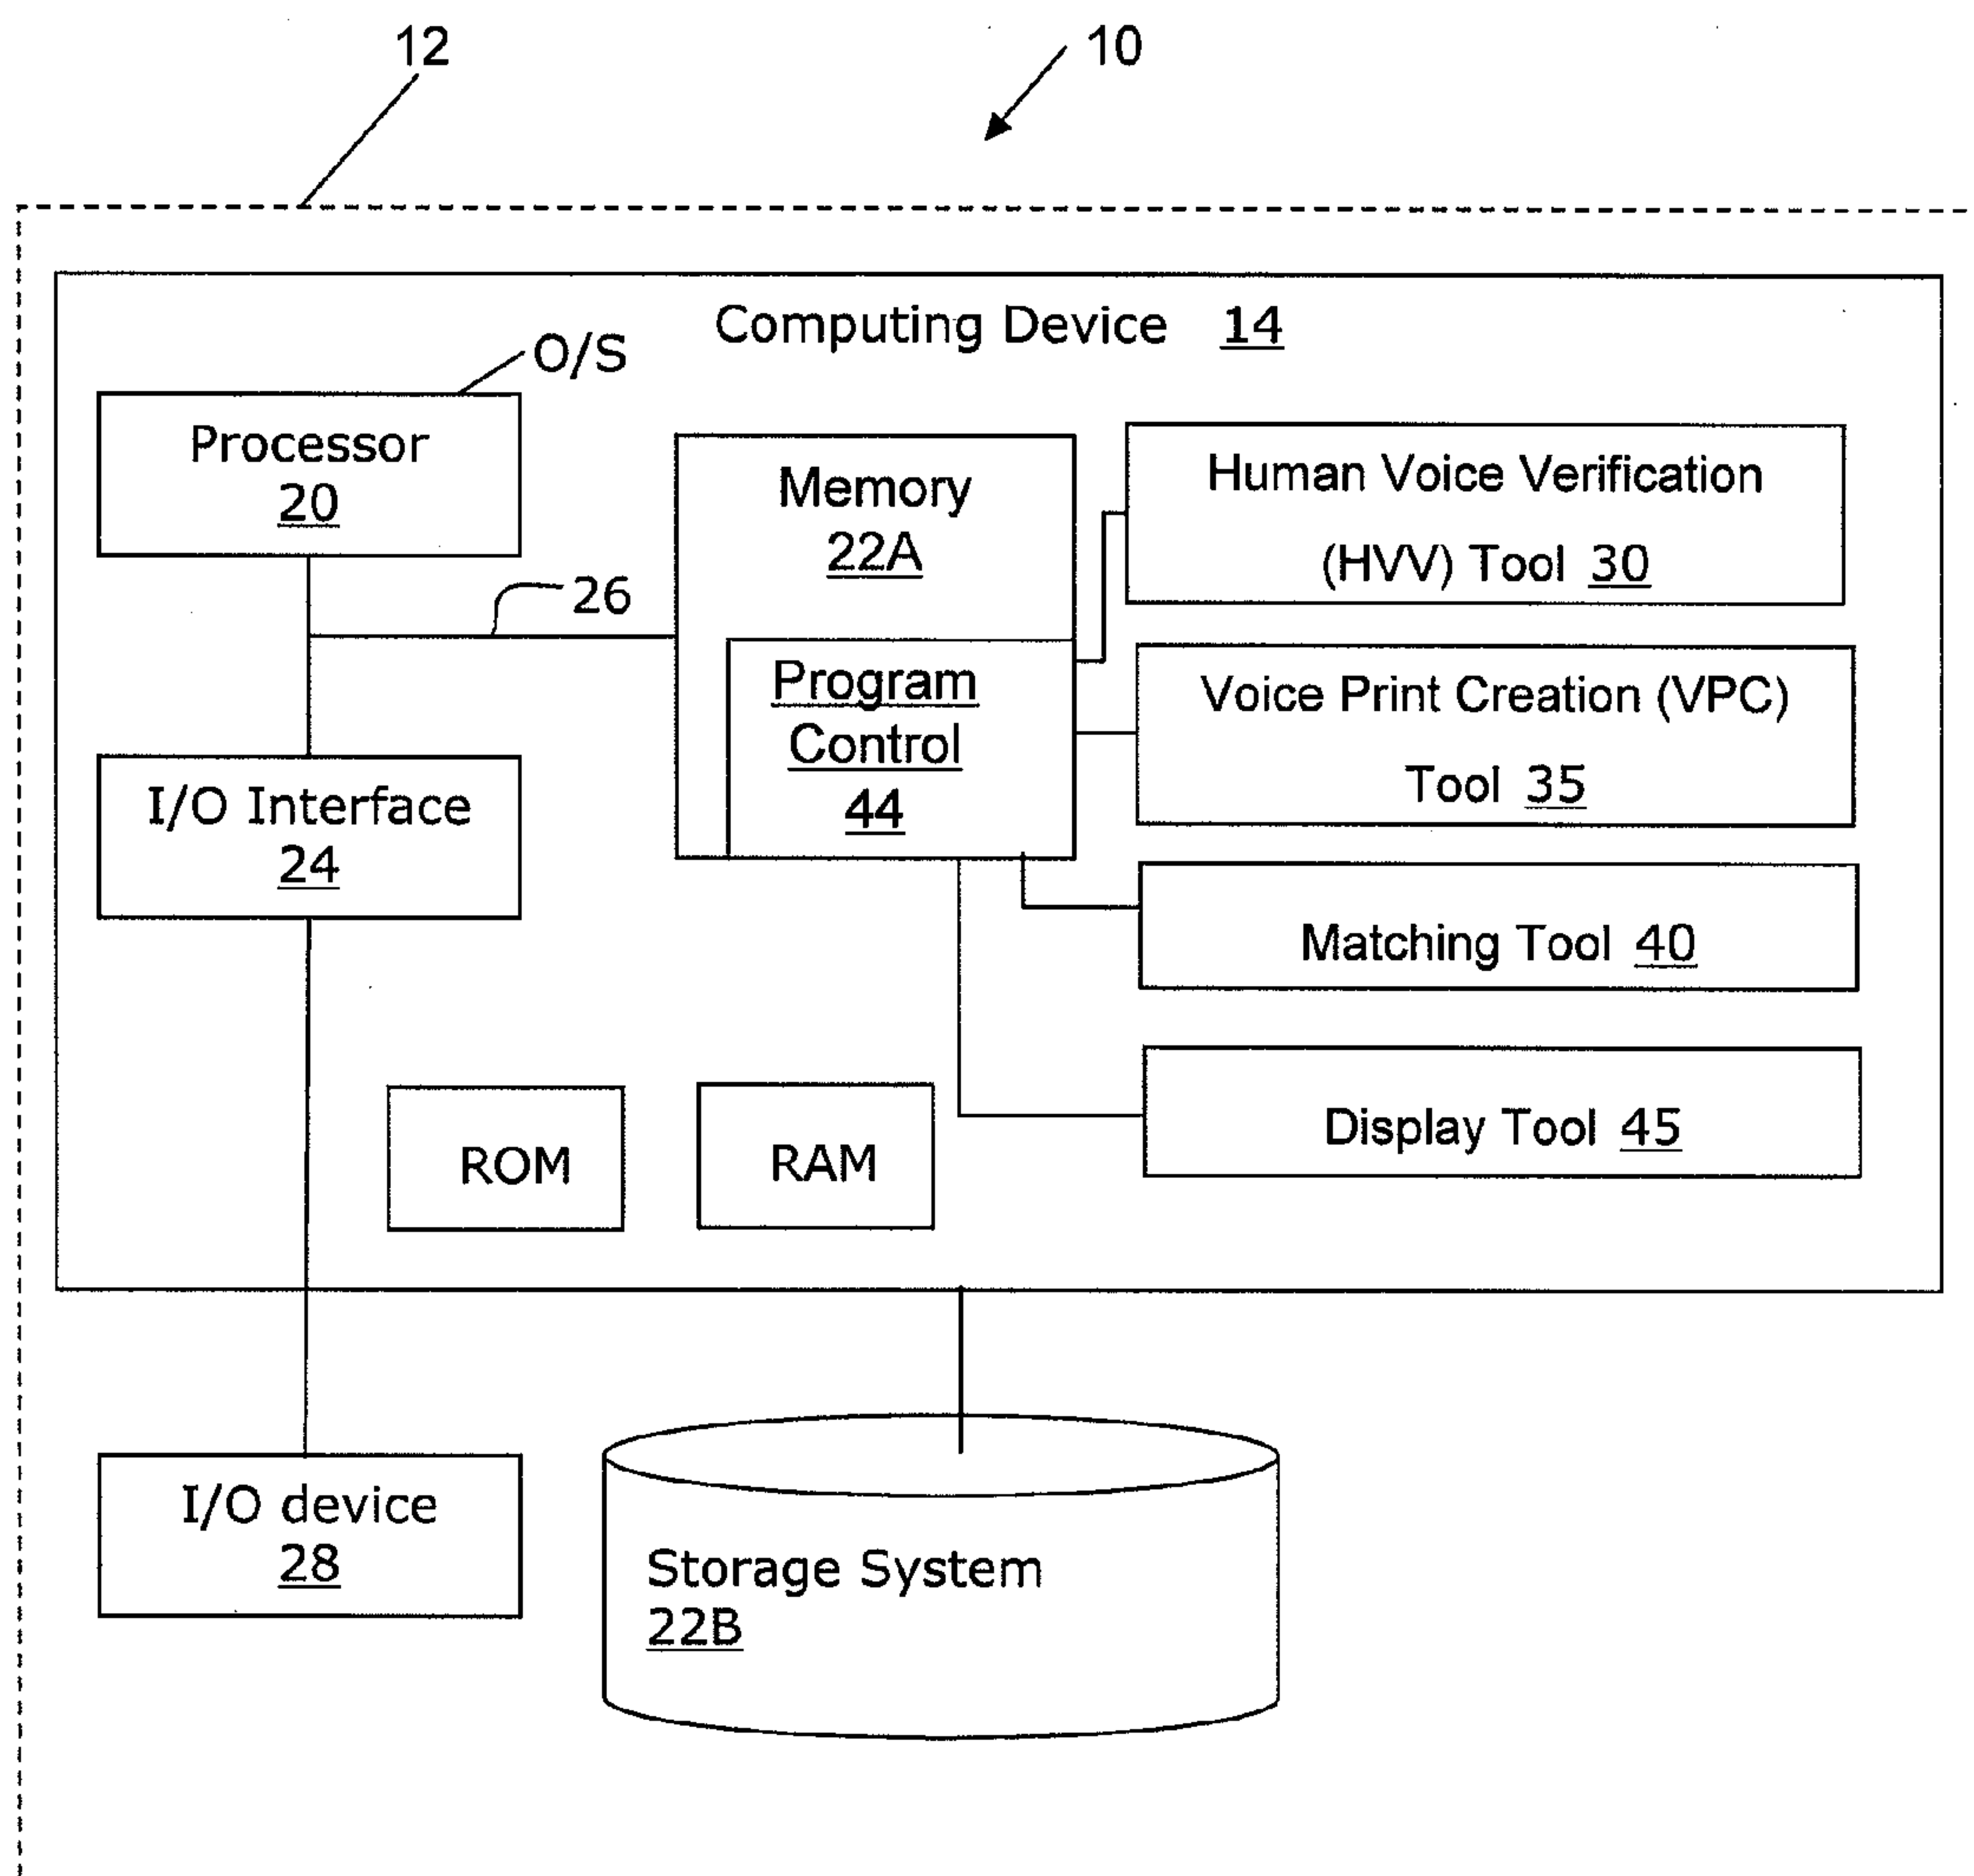 12
10
Computing Device 14
O/S
Processor
20
Memory
22A
Human Voice Verification
(HVV) Tool 30
26
Program
Control
44
Voice Print Creation (VPC)
Tool 35
I/O Interface
24
Matching Tool 40
ROM
RAM
Display Tool 45
I/O device
28
Storage System
22B